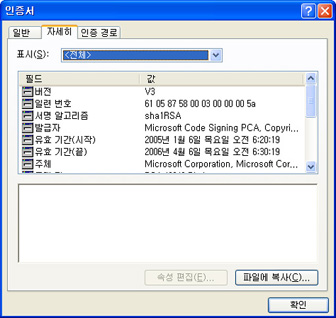 인증서
일반 자세히 인증 경로
표시(S): <전체>
필드 값
버전 V3
일련 번호 61 05 87 58 00 03 00 00 00 5a
서명 알고리즘 sha1RSA
발급자 Microsoft Code Signing PCA, Copyri...
유효 기간(시작) 2005년 1월 6일 목요일 오전 6:20:19
유효 기간(끝) 2006년 4월 6일 목요일 오전 6:30:19
주체 Microsoft Corporation, Microsoft Cor...
속성 편집(E)... 파일에 복사(C)...
확인